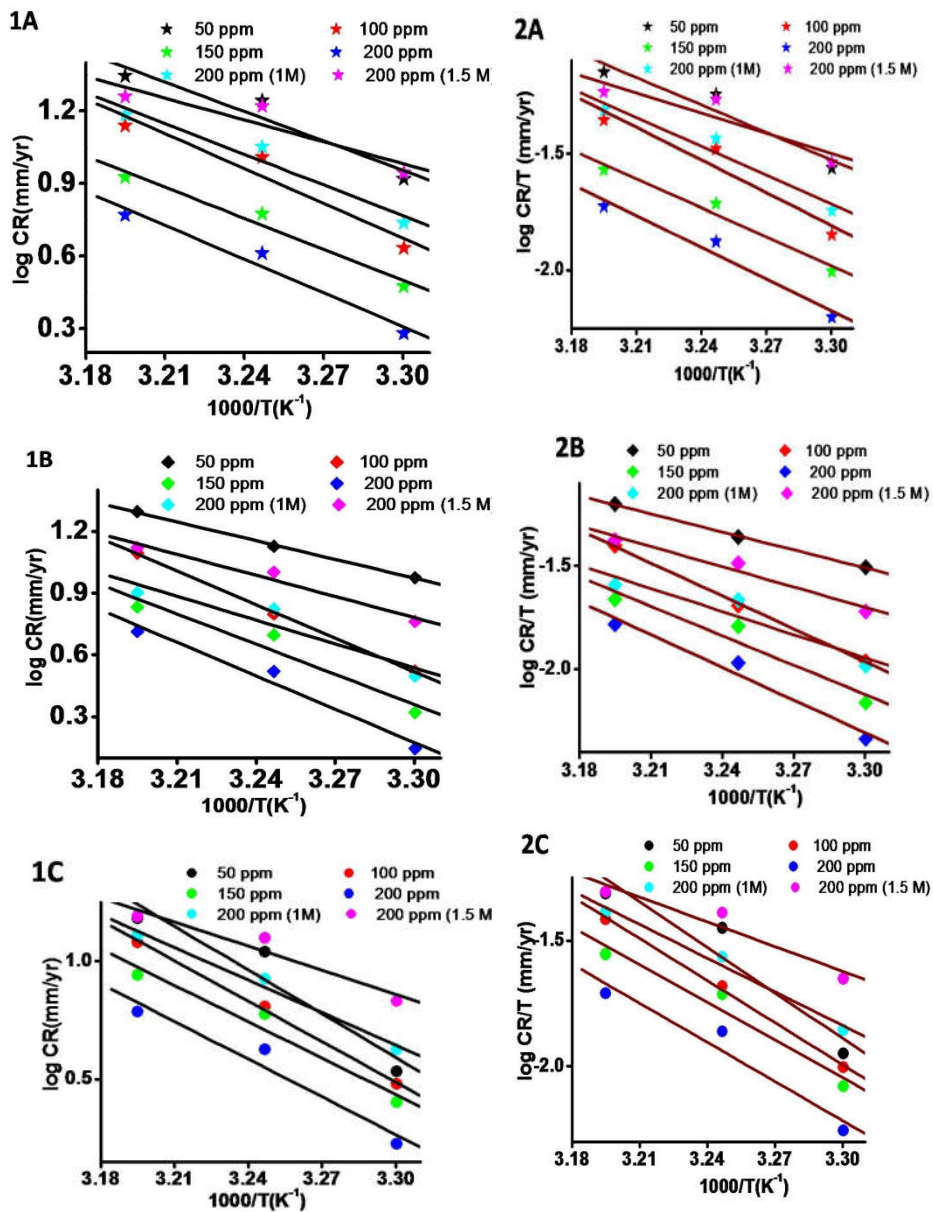 1A
50 ppm 100 ppm
150 ppm 200 ppm
200 ppm (1M) 200 ppm (1.5 M)
log CR(mm/yr)
1.2
0.9
0.6
0.3
3.18 3.21 3.24 3.27 3.30
1000/T(K⁻¹)
2A
50 ppm 100 ppm
150 ppm 200 ppm
200 ppm (1M) 200 ppm (1.5 M)
log CR/T (mm/yr)
-1.5
-2.0
3.18 3.21 3.24 3.27 3.30
1000/T(K⁻¹)
1B
50 ppm 100 ppm
150 ppm 200 ppm
200 ppm (1M) 200 ppm (1.5 M
log CR(mm/yr)
1.2
0.9
0.6
0.3
3.18 3.21 3.24 3.27 3.30
1000/T(K⁻¹)
2B
50 ppm 100 ppm
150 ppm 200 ppm
200 ppm (1M) 200 ppm (1.5 M)
log CR/T (mm/yr)
-1.5
-2.0
3.18 3.21 3.24 3.27 3.30
1000/T(K⁻¹)
1C
50 ppm 100 ppm
150 ppm 200 ppm
200 ppm (1M) 200 ppm (1.5 M
log CR(mm/yr)
1.0
0.5
3.18 3.21 3.24 3.27 3.30
1000/T(K⁻¹)
2C
50 ppm 100 ppm
150 ppm 200 ppm
200 ppm (1M) 200 ppm (1.5 M)
log CR/T (mm/yr)
-1.5
-2.0
3.18 3.21 3.24 3.27 3.30
1000/T(K⁻¹)